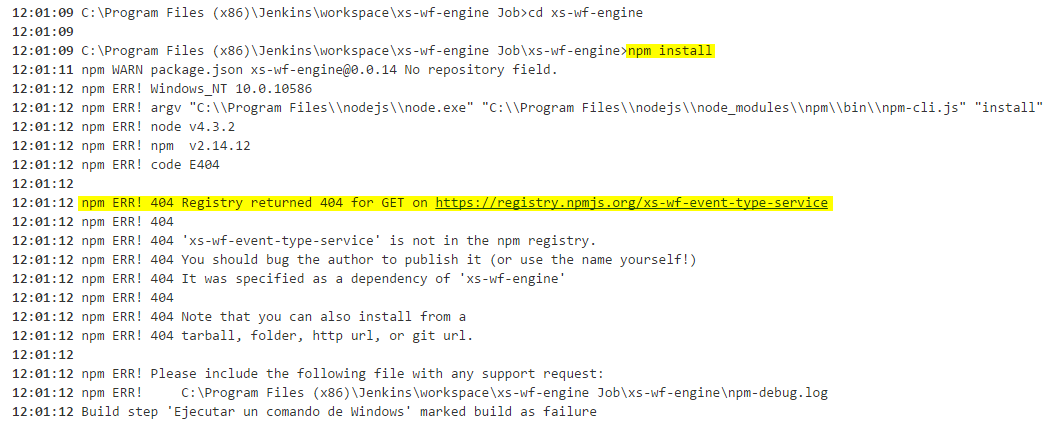 12:01:09 C:\Program Files (x86)\Jenkins\workspace\xs-wf-engine Job>cd xs-wf-engine
12:01:09
12:01:09 C:\Program Files (x86)\Jenkins\workspace\xs-wf-engine Job\xs-wf-engine>npm install
12:01:11 npm WARN package.json xs-wf-engine@0.0.14 No repository field.
12:01:12 npm ERR! Windows_NT 10.0.10586
12:01:12 npm ERR! argv "C:\\Program Files\\nodejs\\node.exe" "C:\\Program Files\\nodejs\\node_modules\\npm\\bin\\npm-cli.js" "install"
12:01:12 npm ERR! node v4.3.2
12:01:12 npm ERR! npm  v2.14.12
12:01:12 npm ERR! code E404
12:01:12
12:01:12 npm ERR! 404 Registry returned 404 for GET on https://registry.npmjs.org/xs-wf-event-type-service
12:01:12 npm ERR! 404
12:01:12 npm ERR! 404 'xs-wf-event-type-service' is not in the npm registry.
12:01:12 npm ERR! 404 You should bug the author to publish it (or use the name yourself!)
12:01:12 npm ERR! 404 It was specified as a dependency of 'xs-wf-engine'
12:01:12 npm ERR! 404
12:01:12 npm ERR! 404 Note that you can also install from a
12:01:12 npm ERR! 404 tarball, folder, http url, or git url.
12:01:12
12:01:12 npm ERR! Please include the following file with any support request:
12:01:12 npm ERR!     C:\Program Files (x86)\Jenkins\workspace\xs-wf-engine Job\xs-wf-engine\npm-debug.log
12:01:12 Build step 'Ejecutar un comando de Windows' marked build as failure